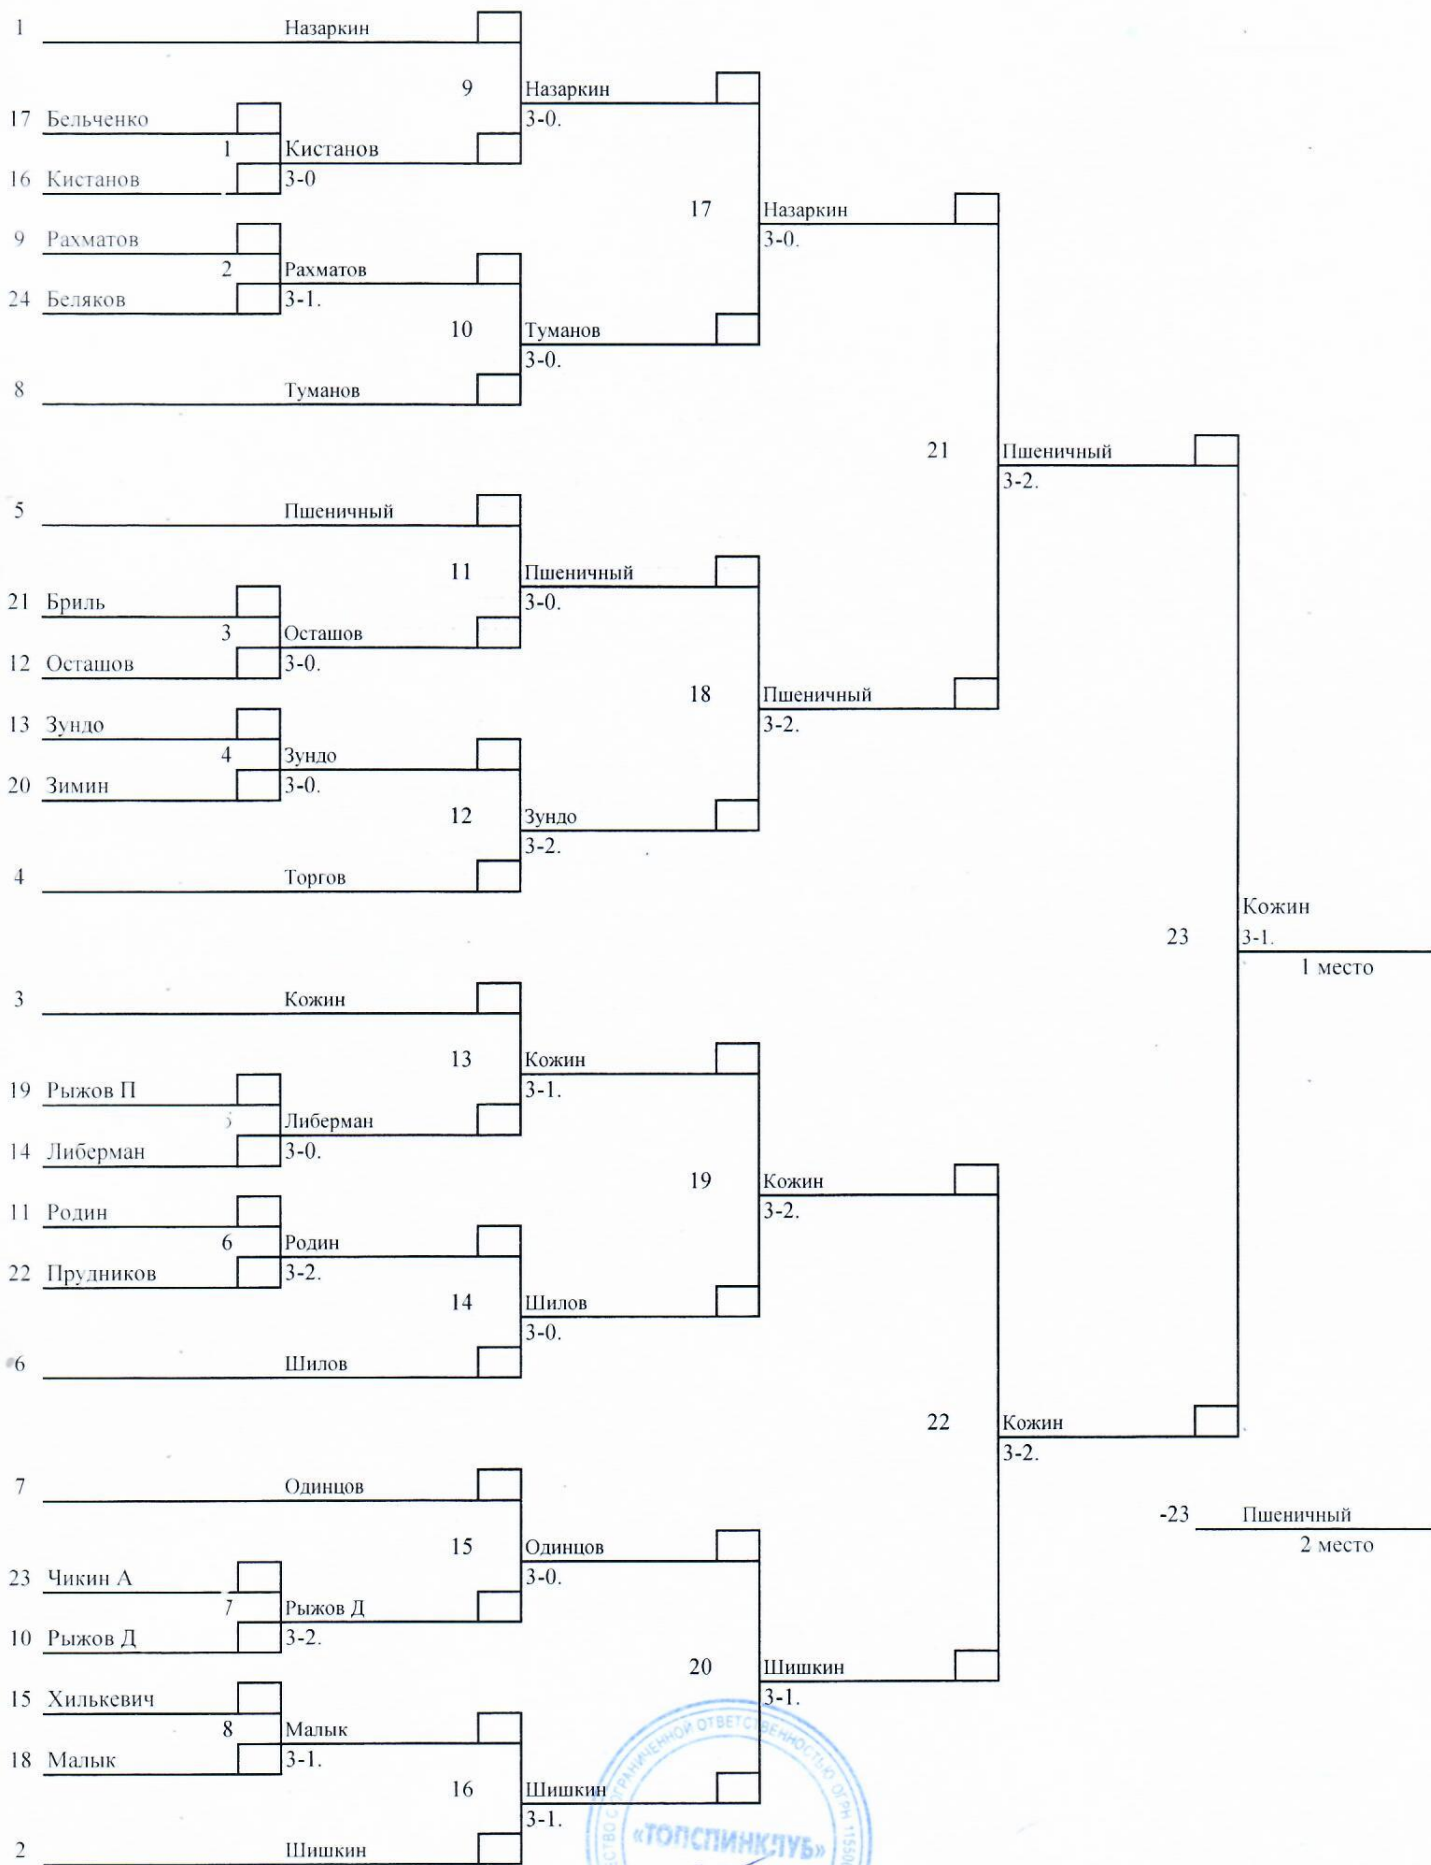 1 Назаркин
9 Назаркин
3-0.
17 Бельченко
1 Кистанов
3-0
16 Кистанов
17 Назаркин
3-0.
9 Рахматов
2 Рахматов
3-1.
24 Беляков
10 Туманов
3-0.
8 Туманов
21 Пшеничный
3-2.
5 Пшеничный
11 Пшеничный
3-0.
21 Бриль
3 Осташов
3-0.
12 Осташов
18 Пшеничный
3-2.
13 Зундо
4 Зундо
3-0.
20 Зимин
12 Зундо
3-2.
4 Торгов
Кожин
23 3-1.
1 место
3 Кожин
13 Кожин
3-1.
19 Рыжов П
5 Либерман
3-0.
14 Либерман
19 Кожин
3-2.
11 Родин
6 Родин
3-2.
22 Прудников
14 Шилов
3-0.
6 Шилов
22 Кожин
3-2.
7 Одинцов
-23 Пшеничный
2 место
15 Одинцов
3-0.
23 Чикин А
7 Рыжов Д
3-2.
10 Рыжов Д
20 Шишкин
3-1.
15 Хилькевич
8 Малык
3-1.
18 Малык
16 Шишкин
3-1.
2 Шишкин
ОГРАНИЧЕННОЙ ОТВЕТСТВЕННОСТЬЮ ОГРН
«ТОПСПИНКЛУБ»